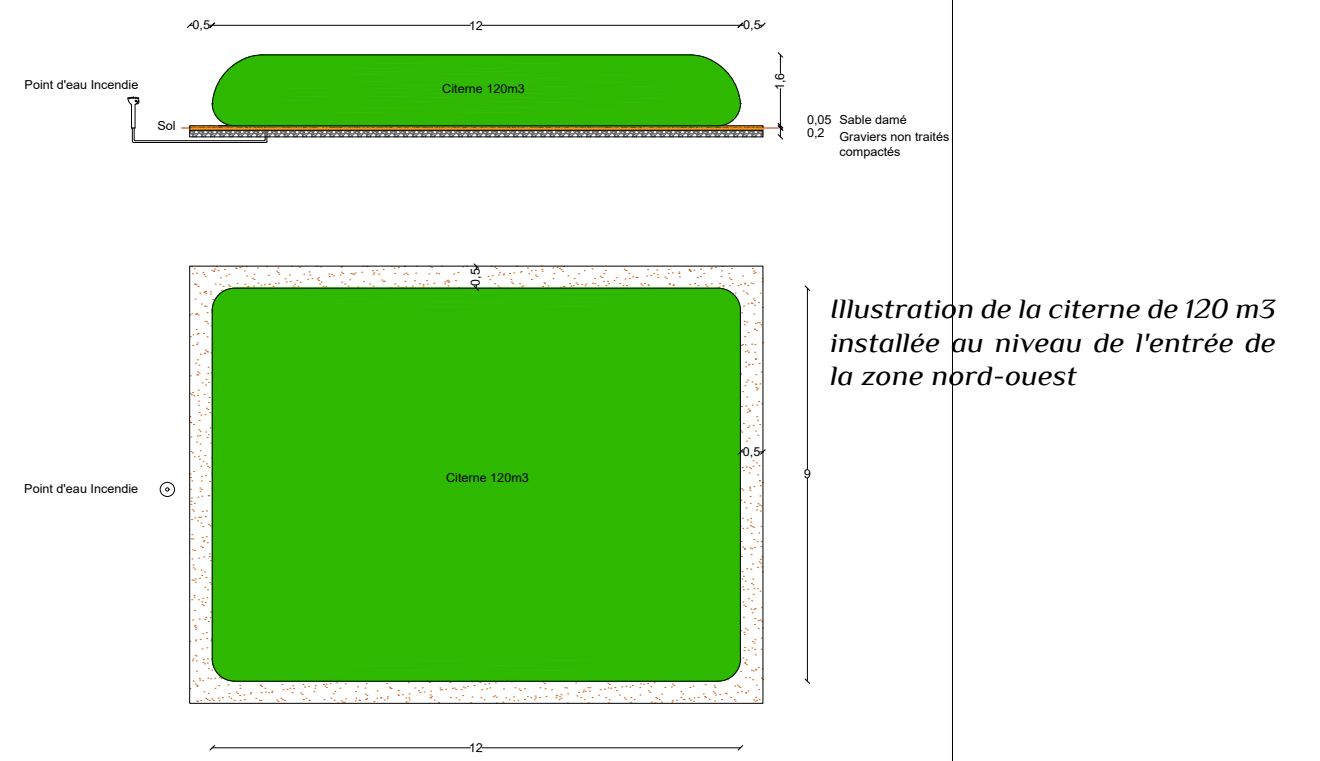 0,5 12 0,5
Point d'eau Incendie
Citerne 120m3
1,6
Sol
0,05 Sable damé
0,2 Graviers non traités
compactés
0,5
Illustration de la citerne de 120 m3
installée au niveau de l'entrée de
la zone nord-ouest
0,5
9
Citerne 120m3
Point d'eau Incendie
12